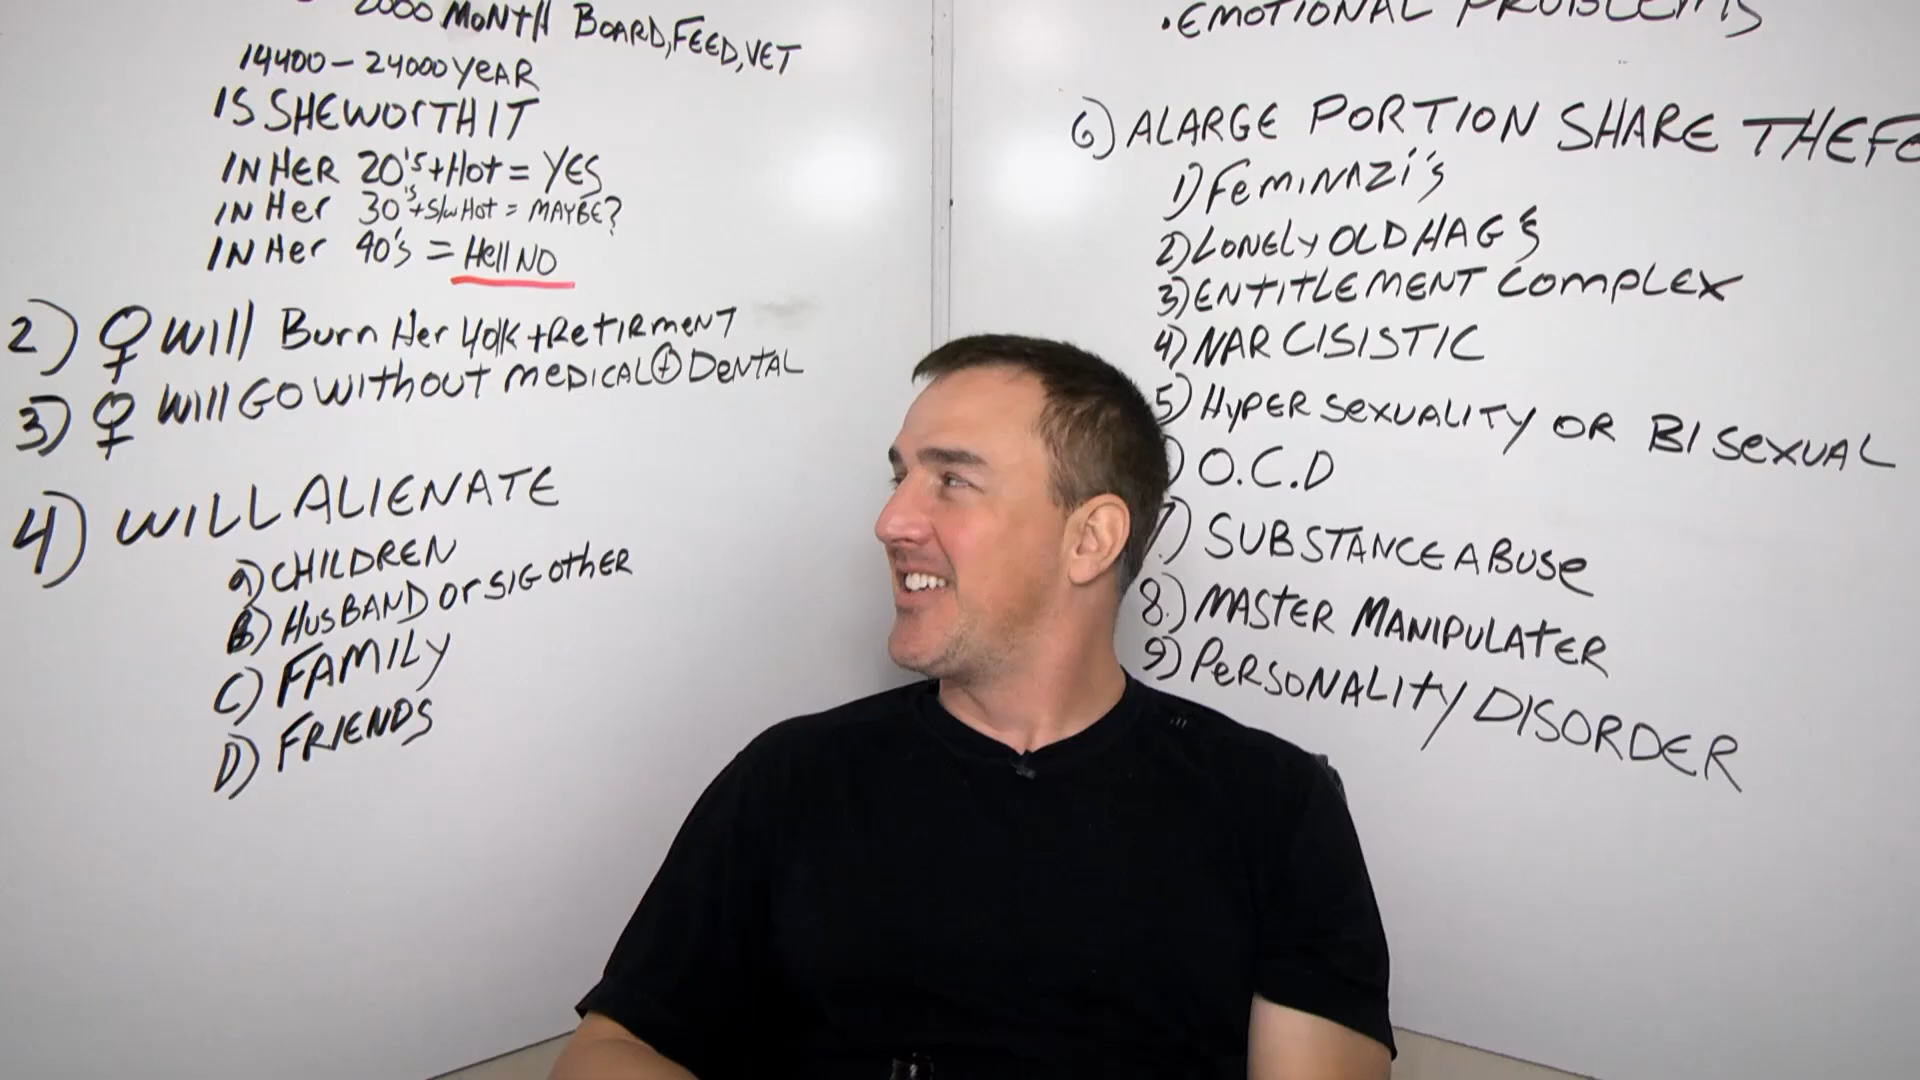 2000 MONTH BOARD, FEED, VET
14400 - 24000 YEAR
IS SHE WORTH IT
IN HER 20's + HOT = YES
IN HER 30's + S/W HOT = MAYBE?
IN HER 40's = Hell NO
2) ♀ Will Burn Her 401K + RETIRMENT
3) ♀ Will GO WITHOUT MEDICAL ⊕ DENTAL
4) WILL ALIENATE
a) CHILDREN
B) HUSBAND or SIG OTHER
C) FAMILY
D) FRIENDS
• EMOTIONAL PROBLEMS
6) A LARGE PORTION SHARE THE FO
1) FEMINAZI's
2) LONELY OLD HAGS
3) ENTITLEMENT COMPLEX
4) NARCISISTIC
5) HYPER SEXUALITY OR BISEXUAL
) O.C.D
7.) SUBSTANCE ABUSE
8.) MASTER MANIPULATER
9) PERSONALITY DISORDER